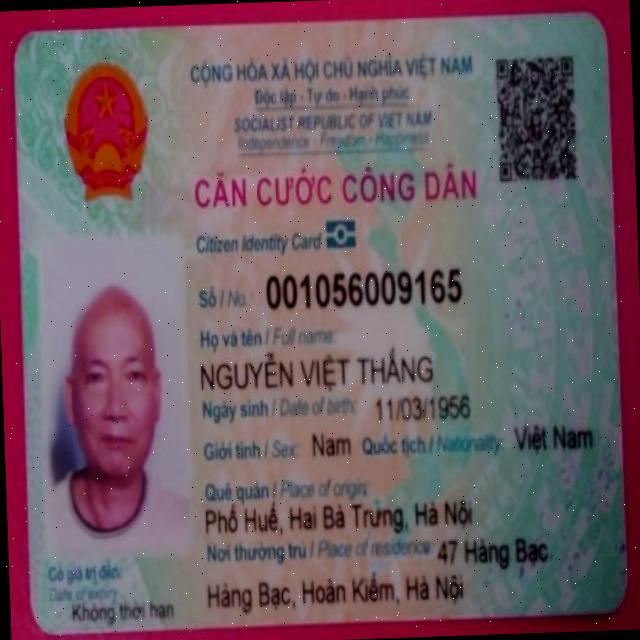 CỘNG HÒA XÃ HỘI CHỦ NGHĨA VIỆT NAM
Độc lập - Tự do - Hạnh phúc
SOCIALIST REPUBLIC OF VIET NAM
Independence - Freedom - Happiness
CĂN CƯỚC CÔNG DÂN
Citizen Identity Card
Số / No.: 001056009165
Họ và tên / Full name:
NGUYỄN VIỆT THẮNG
Ngày sinh / Date of birth: 11/03/1956
Giới tính / Sex: Nam Quốc tịch / Nationality: Việt Nam
Quê quán / Place of origin:
Phố Huế, Hai Bà Trưng, Hà Nội
Nơi thường trú / Place of residence: 47 Hàng Bạc
Hàng Bạc, Hoàn Kiếm, Hà Nội
Có giá trị đến:
Date of expiry
Không thời hạn